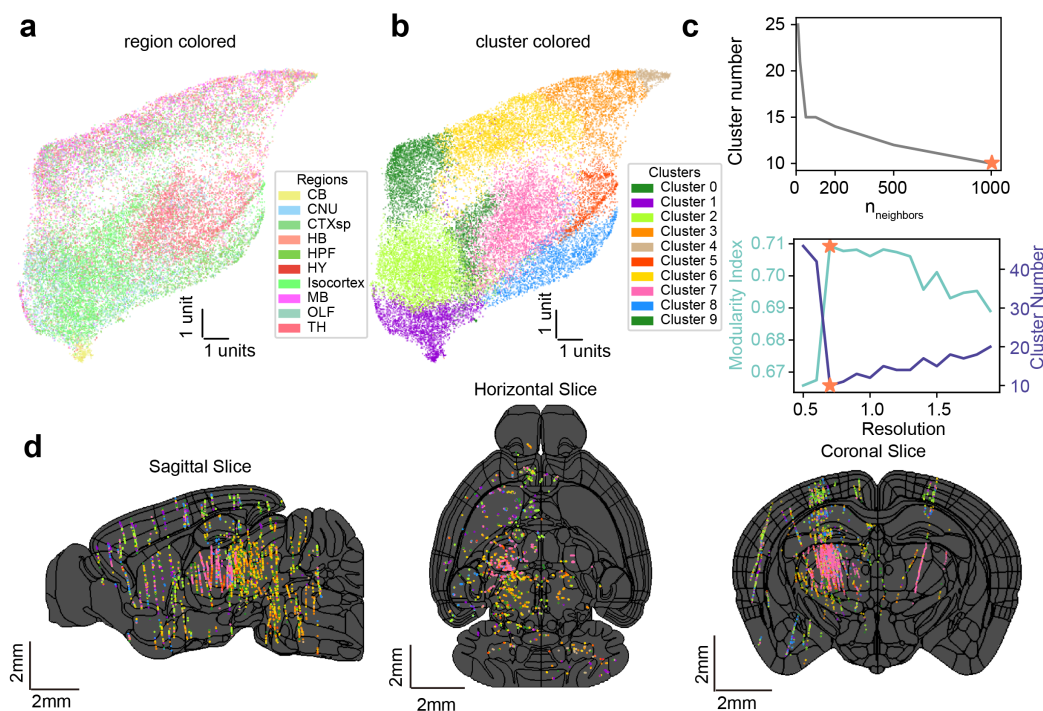 a
region colored
Regions
CB
CNU
CTXsp
HB
HPF
HY
Isocortex
MB
OLF
TH
1 unit
1 units
b
cluster colored
Clusters
Cluster 0
Cluster 1
Cluster 2
Cluster 3
Cluster 4
Cluster 5
Cluster 6
Cluster 7
Cluster 8
Cluster 9
1 unit
1 units
c
Cluster number
25
20
15
10
0
200
500
1000
n_neighbors
Modularity Index
0.71
0.70
0.69
0.68
0.67
Cluster Number
40
30
20
10
0.5
1.0
1.5
Resolution
d
Sagittal Slice
2mm
2mm
Horizontal Slice
2mm
2mm
Coronal Slice
2mm
2mm